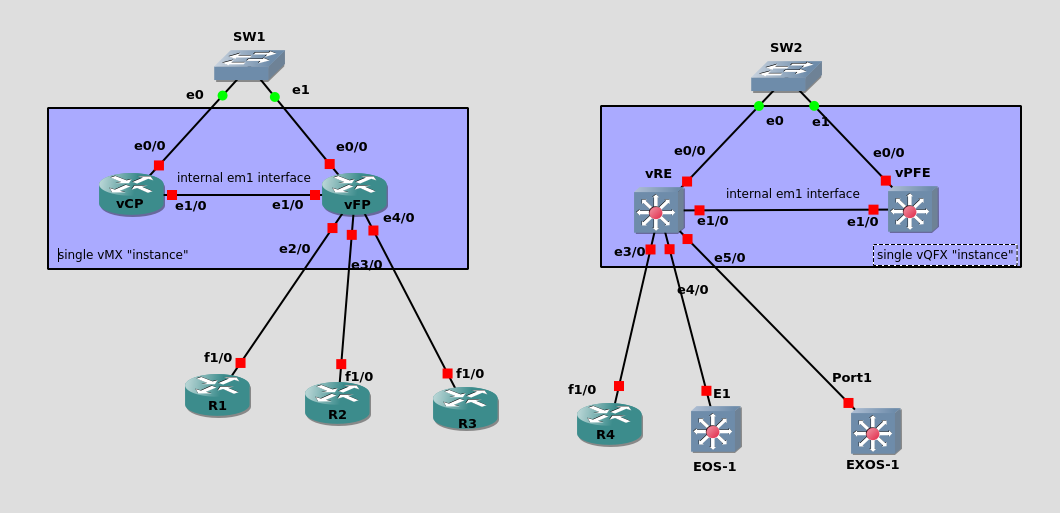 SW1
e0
e1
e0/0
e0/0
internal em1 interface
vCP
vFP
e1/0
e1/0
e4/0
e2/0
single vMX "instance"
e3/0
f1/0
f1/0
f1/0
R1
R2
R3
SW2
e0
e1
e0/0
e0/0
vRE
vPFE
internal em1 interface
e1/0
e1/0
e3/0
e5/0
single vQFX "instance"
e4/0
f1/0
E1
Port1
R4
EOS-1
EXOS-1